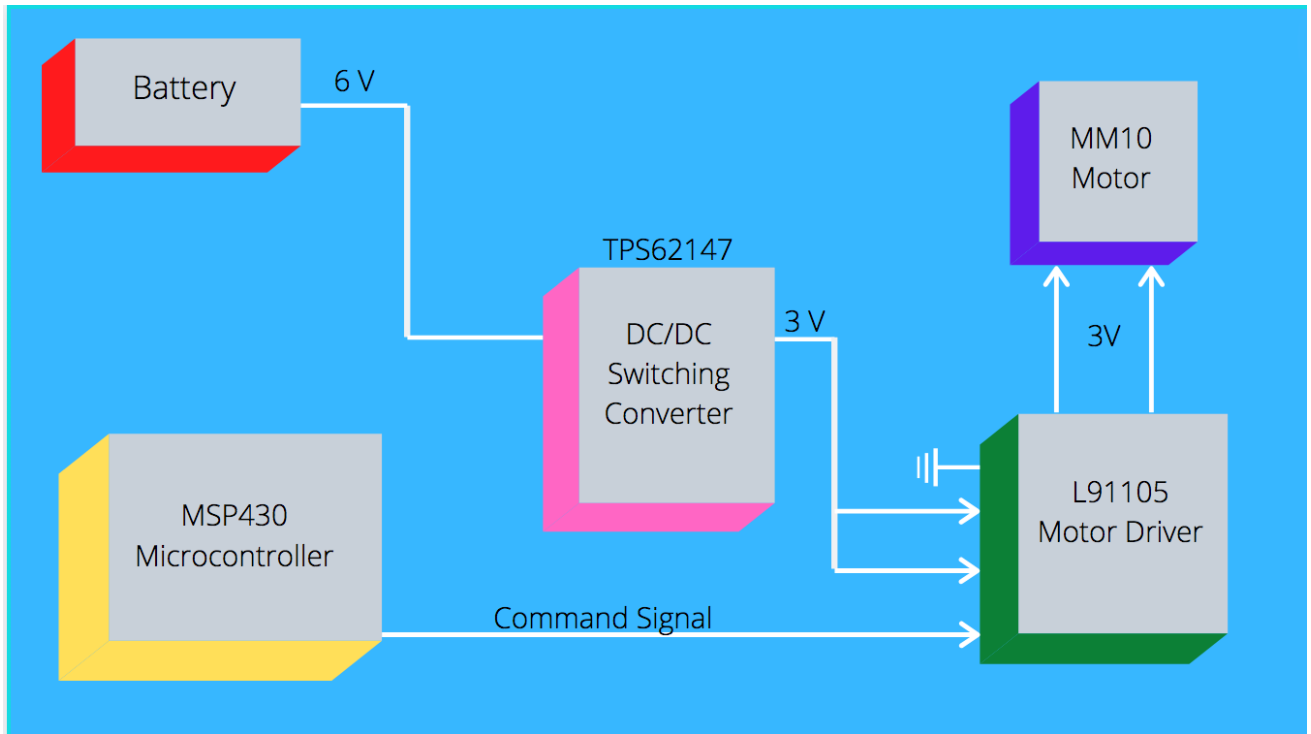 Battery
6 V
MM10
Motor
TPS62147
DC/DC
Switching
Converter
3 V
3V
MSP430
Microcontroller
L91105
Motor Driver
Command Signal